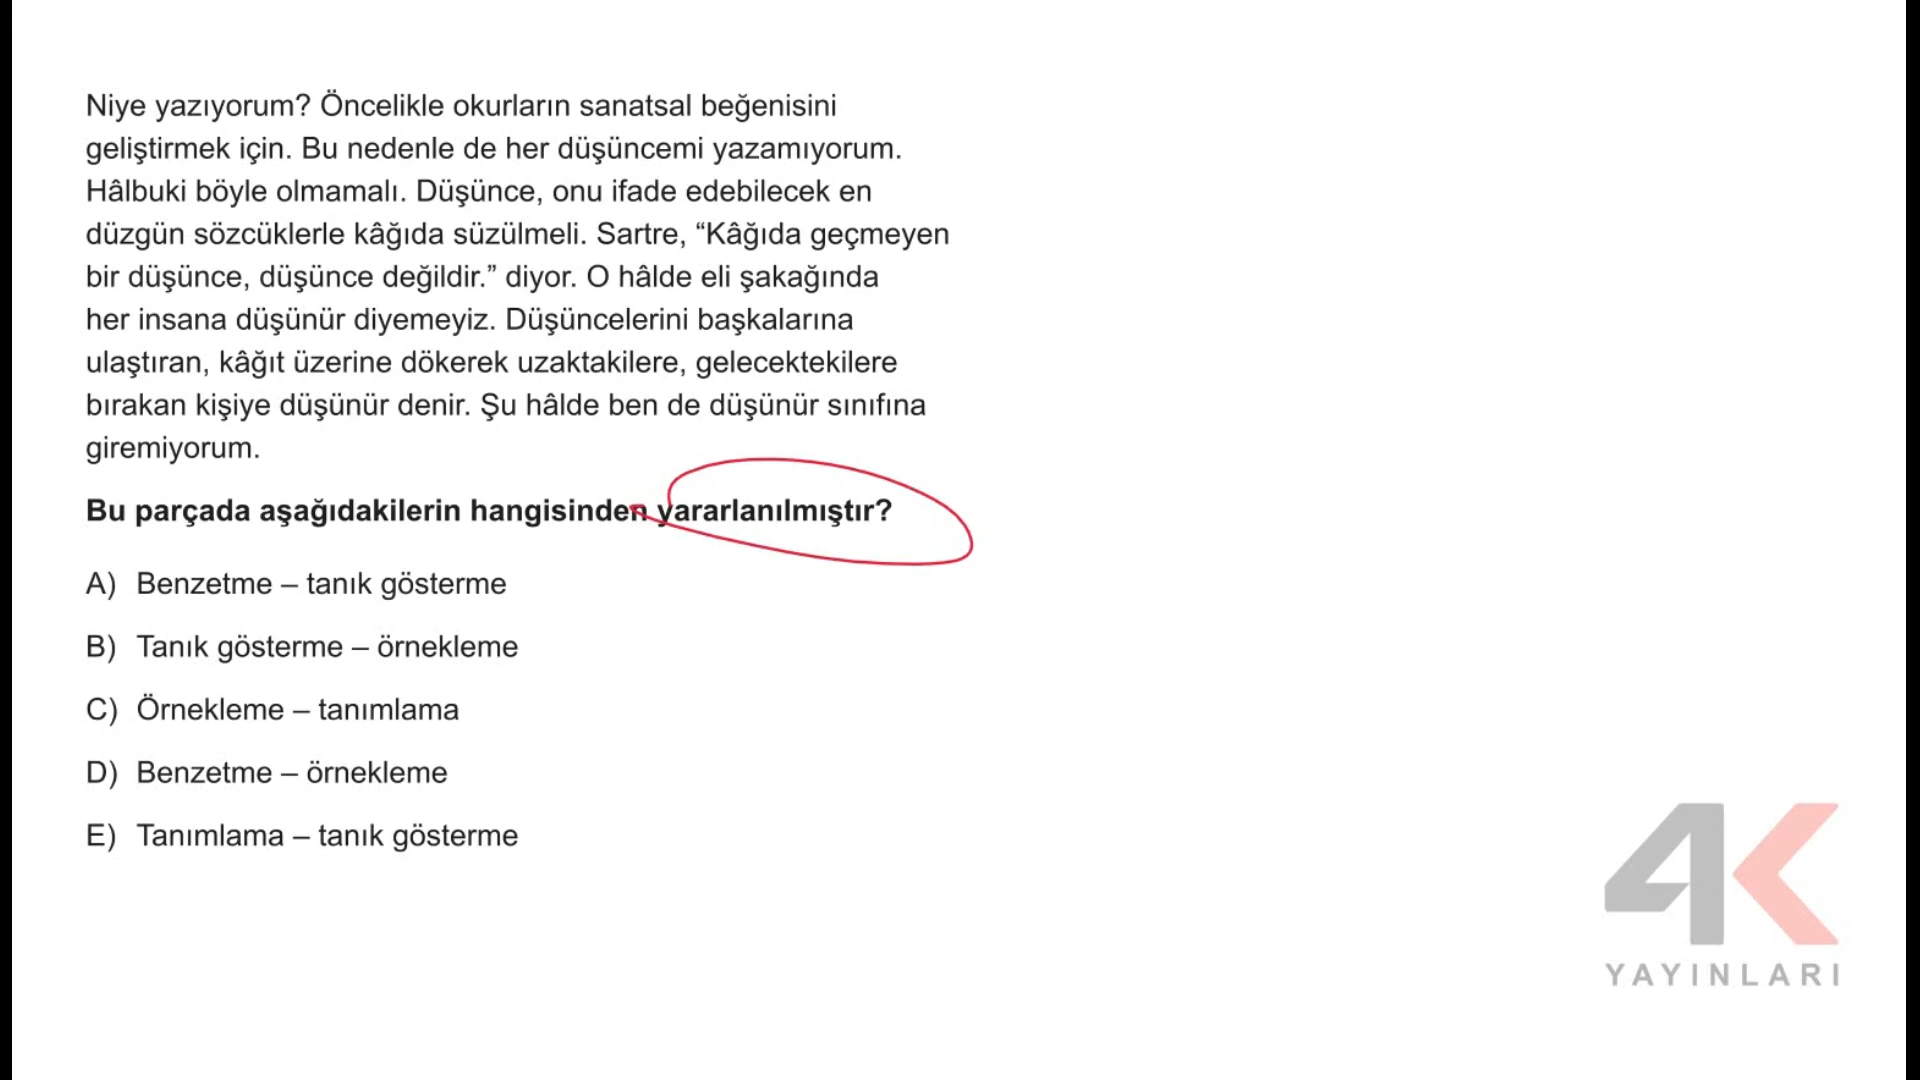 Niye yazıyorum? Öncelikle okurların sanatsal beğenisini
geliştirmek için. Bu nedenle de her düşüncemi yazamıyorum.
Hâlbuki böyle olmamalı. Düşünce, onu ifade edebilecek en
düzgün sözcüklerle kâğıda süzülmeli. Sartre, “Kâğıda geçmeyen
bir düşünce, düşünce değildir.” diyor. O hâlde eli şakağında
her insana düşünür diyemeyiz. Düşüncelerini başkalarına
ulaştıran, kâğıt üzerine dökerek uzaktakilere, gelecektekilere
bırakan kişiye düşünür denir. Şu hâlde ben de düşünür sınıfına
giremiyorum.
Bu parçada aşağıdakilerin hangisinden yararlanılmıştır?
A) Benzetme – tanık gösterme
B) Tanık gösterme – örnekleme
C) Örnekleme – tanımlama
D) Benzetme – örnekleme
E) Tanımlama – tanık gösterme
4K
YAYINLARI